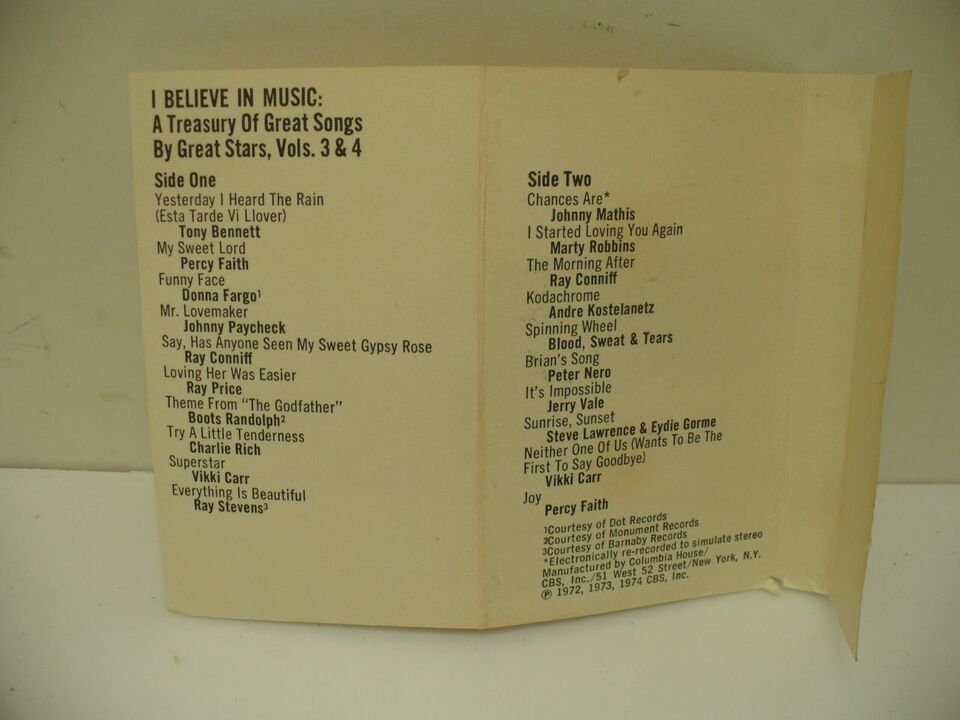 I BELIEVE IN MUSIC:
A Treasury Of Great Songs
By Great Stars, Vols. 3 & 4
Side One
Yesterday I Heard The Rain
(Esta Tarde Vi Llover)
Tony Bennett
My Sweet Lord
Percy Faith
Funny Face
Donna Fargo¹
Mr. Lovemaker
Johnny Paycheck
Say, Has Anyone Seen My Sweet Gypsy Rose
Ray Conniff
Loving Her Was Easier
Ray Price
Theme From "The Godfather"
Boots Randolph²
Try A Little Tenderness
Charlie Rich
Superstar
Vikki Carr
Everything Is Beautiful
Ray Stevens³
Side Two
Chances Are*
Johnny Mathis
I Started Loving You Again
Marty Robbins
The Morning After
Ray Conniff
Kodachrome
Andre Kostelanetz
Spinning Wheel
Blood, Sweat & Tears
Brian's Song
Peter Nero
It's Impossible
Jerry Vale
Sunrise, Sunset
Steve Lawrence & Eydie Gorme
Neither One Of Us (Wants To Be The
First To Say Goodbye)
Vikki Carr
Joy
Percy Faith
¹Courtesy of Dot Records
²Courtesy of Monument Records
³Courtesy of Barnaby Records
*Electronically re-recorded to simulate stereo
Manufactured by Columbia House/
CBS, Inc./51 West 52 Street/New York, N.Y.
℗ 1972, 1973, 1974 CBS, Inc.